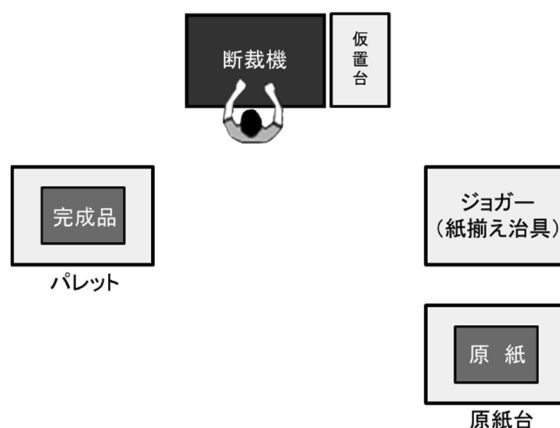 断裁機
仮置台
完成品
パレット
ジョガー
（紙揃え治具）
原 紙
原紙台